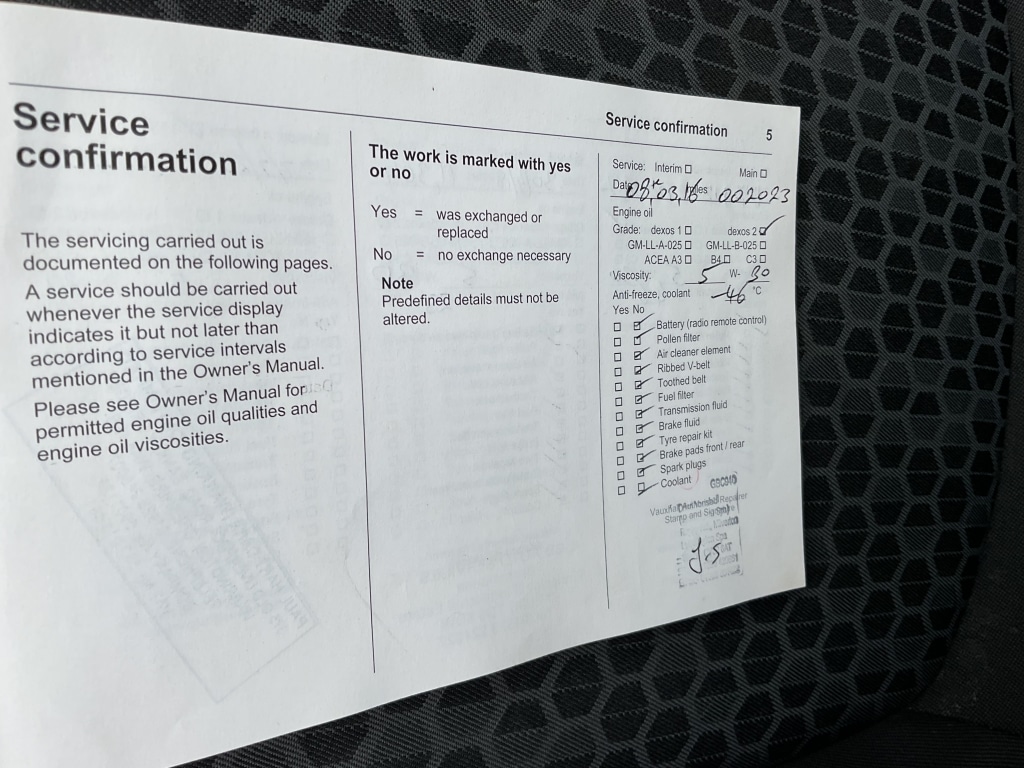 Service confirmation 5
Service
confirmation
The servicing carried out is
documented on the following pages.
A service should be carried out
whenever the service display
indicates it but not later than
according to service intervals
mentioned in the Owner's Manual.
Please see Owner's Manual for
permitted engine oil qualities and
engine oil viscosities.
The work is marked with yes
or no
Yes = was exchanged or
replaced
No = no exchange necessary
Note
Predefined details must not be
altered.
Service: Interim Main
08,03,16 002023
Engine oil
Grade: dexos 1 dexos 2
GM-LL-A-025 GM-LL-B-025
ACEA A3 B4 C3
Viscosity: 5 W- 30
Anti-freeze, coolant -46 °C
Yes No
Battery (radio remote control)
Pollen filter
Air cleaner element
Ribbed V-belt
Toothed belt
Fuel filter
Transmission fluid
Brake fluid
Tyre repair kit
Brake pads front / rear
Spark plugs
Coolant
Vauxhall Authorised Repairer
Stamp and